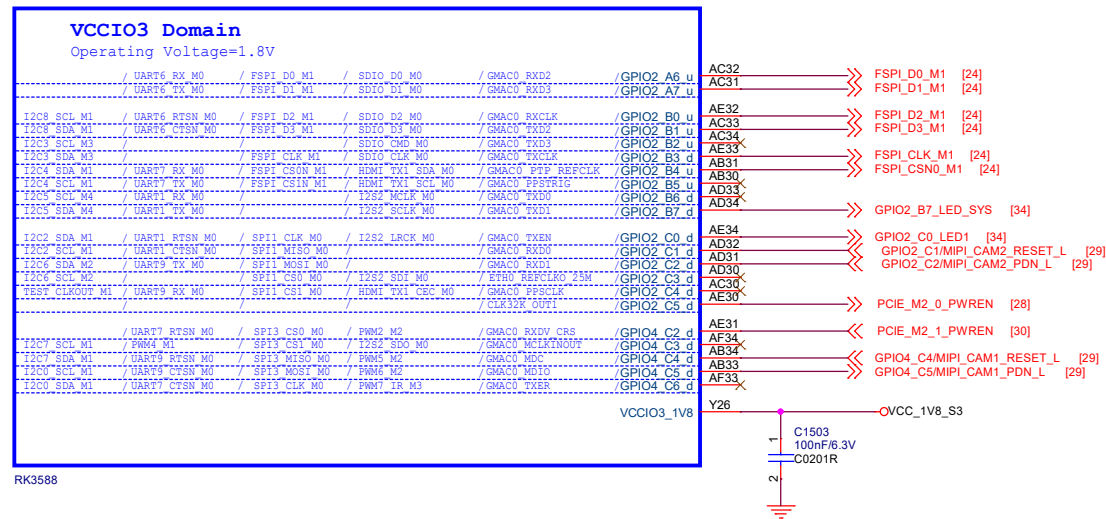 VCCIO3 Domain
Operating Voltage=1.8V
/ UART6_RX_M0 / FSPI_D0_M1 / SDIO_D0_M0 /GMAC0_RXD2 /GPIO2_A6_u AC32 FSPI_D0_M1 [24]
/ UART6_TX_M0 / FSPI_D1_M1 / SDIO_D1_M0 /GMAC0_RXD3 /GPIO2_A7_u AC31 FSPI_D1_M1 [24]
I2C8_SCL_M1 / UART6_RTSN_M0 / FSPI_D2_M1 / SDIO_D2_M0 /GMAC0_RXCLK /GPIO2_B0_u AE32 FSPI_D2_M1 [24]
I2C8_SDA_M1 / UART6_CTSN_M0 / FSPI_D3_M1 / SDIO_D3_M0 /GMAC0_TXD2 /GPIO2_B1_u AC33 FSPI_D3_M1 [24]
I2C3_SCL_M3 / SDIO_CMD_M0 /GMAC0_TXD3 /GPIO2_B2_u AC34
I2C3_SDA_M3 / FSPI_CLK_M1 / SDIO_CLK_M0 /GMAC0_TXCLK /GPIO2_B3_d AE33 FSPI_CLK_M1 [24]
I2C4_SDA_M1 / UART7_RX_M0 / FSPI_CS0N_M1 / HDMI_TX1_SDA_M0 /GMAC0_PTP_REFCLK /GPIO2_B4_u AB31 FSPI_CSN0_M1 [24]
I2C4_SCL_M1 / UART7_TX_M0 / FSPI_CS1N_M1 / HDMI_TX1_SCL_M0 /GMAC0_PPSTRIG /GPIO2_B5_u AB30
I2C5_SCL_M4 / UART1_RX_M0 / / I2S2_MCLK_M0 /GMAC0_TXD0 /GPIO2_B6_d AD33
I2C5_SDA_M4 / UART1_TX_M0 / / I2S2_SCLK_M0 /GMAC0_TXD1 /GPIO2_B7_d AD34 GPIO2_B7_LED_SYS [34]
I2C2_SDA_M1 / UART1_RTSN_M0 / SPI1_CLK_M0 / I2S2_LRCK_M0 /GMAC0_TXEN /GPIO2_C0_d AE34 GPIO2_C0_LED1 [34]
I2C2_SCL_M1 / UART1_CTSN_M0 / SPI1_MISO_M0 / /GMAC0_RXD0 /GPIO2_C1_d AD32 GPIO2_C1/MIPI_CAM2_RESET_L [29]
I2C6_SDA_M2 / UART9_TX_M0 / SPI1_MOSI_M0 / /GMAC0_RXD1 /GPIO2_C2_d AD31 GPIO2_C2/MIPI_CAM2_PDN_L [29]
I2C6_SCL_M2 / / SPI1_CS0_M0 / I2S2_SDI_M0 / ETH0_REFCLKO_25M /GPIO2_C3_d AD30
TEST_CLKOUT_M1 / UART9_RX_M0 / SPI1_CS1_M0 / HDMI_TX1_CEC_M0 /GMAC0_PPSCLK /GPIO2_C4_d AC30
/ / / /CLK32K_OUT1 /GPIO2_C5_d AE30 PCIE_M2_0_PWREN [28]
/ UART7_RTSN_M0 / SPI3_CS0_M0 / PWM2_M2 /GMAC0_RXDV_CRS /GPIO4_C2_d AE31 PCIE_M2_1_PWREN [30]
I2C7_SCL_M1 / PWM4_M1 / SPI3_CS1_M0 / I2S2_SDO_M0 /GMAC0_MCLKINOUT /GPIO4_C3_d AF34
I2C7_SDA_M1 / UART9_RTSN_M0 / SPI3_MISO_M0 / PWM5_M2 /GMAC0_MDC /GPIO4_C4_d AB34 GPIO4_C4/MIPI_CAM1_RESET_L [29]
I2C0_SCL_M1 / UART9_CTSN_M0 / SPI3_MOSI_M0 / PWM6_M2 /GMAC0_MDIO /GPIO4_C5_d AB33 GPIO4_C5/MIPI_CAM1_PDN_L [29]
I2C0_SDA_M1 / UART7_CTSN_M0 / SPI3_CLK_M0 / PWM7_IR_M3 /GMAC0_TXER /GPIO4_C6_d AF33
VCCIO3_1V8 Y26 VCC_1V8_S3
C1503
1 100nF/6.3V
C0201R
2
RK3588